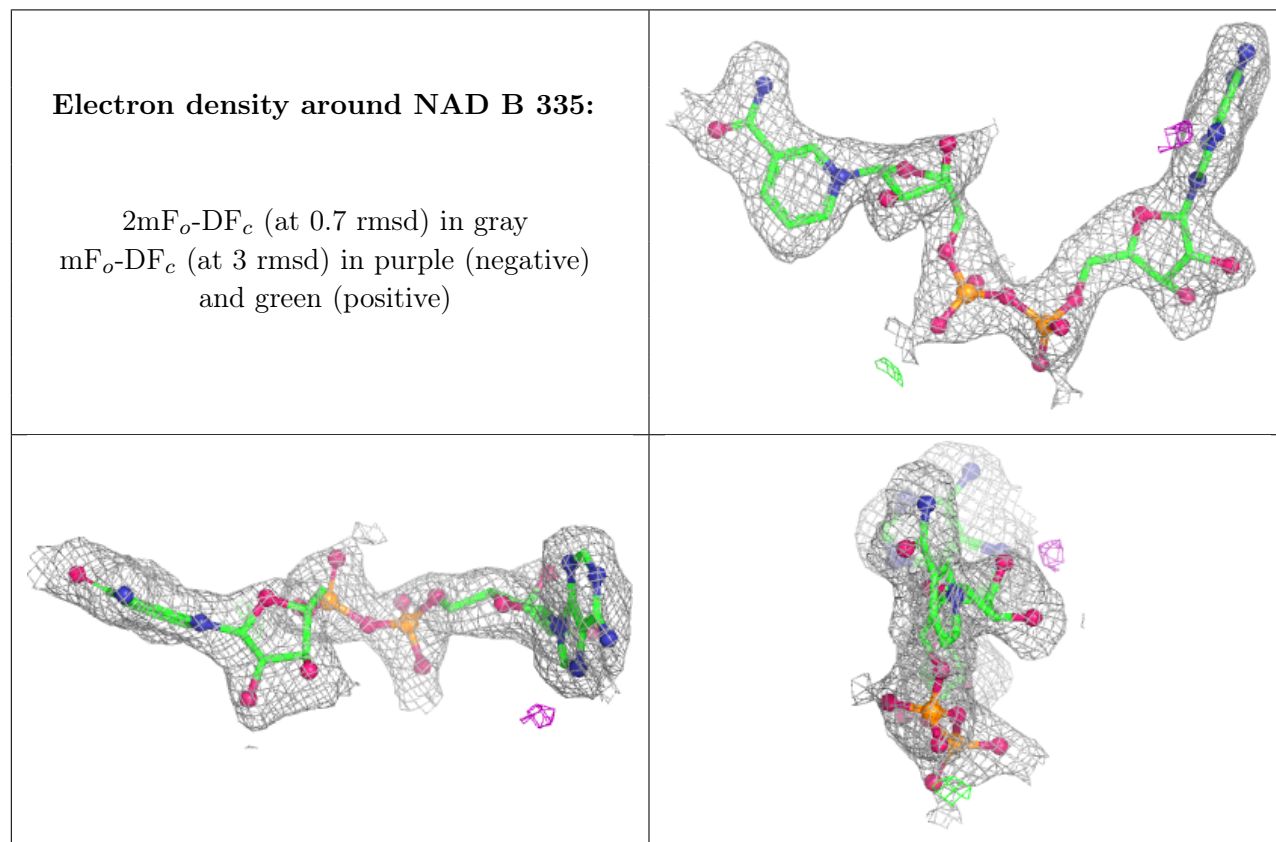 Electron density around NAD B 335:
2mFo-DFc (at 0.7 rmsd) in gray
mFo-DFc (at 3 rmsd) in purple (negative)
and green (positive)